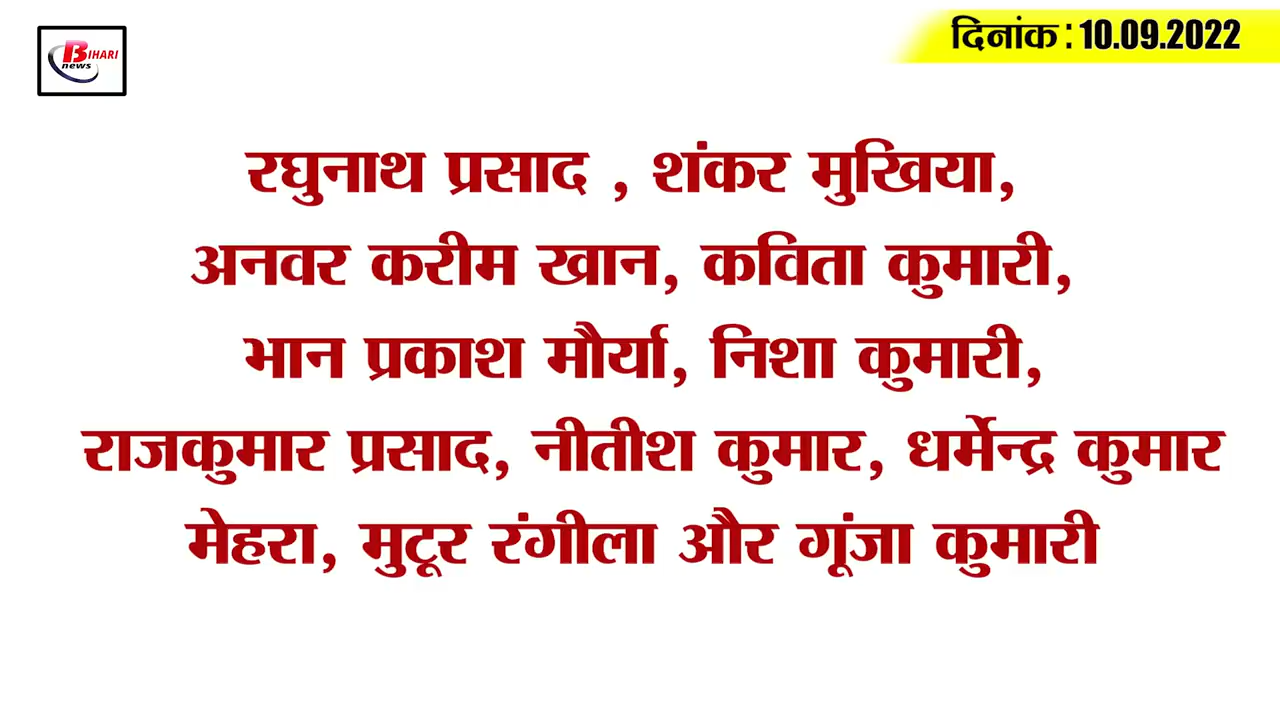 BIHARI
news
दिनांक : 10.09.2022
रघुनाथ प्रसाद , शंकर मुखिया,
अनवर करीम खान, कविता कुमारी,
भान प्रकाश मौर्या, निशा कुमारी,
राजकुमार प्रसाद, नीतीश कुमार, धर्मेन्द्र कुमार
मेहरा, मुटूर रंगीला और गूंजा कुमारी